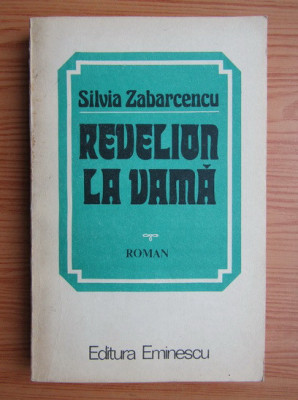 Silvia Zabarcencu
REVELION
LA VAMĂ
ROMAN
Editura Eminescu